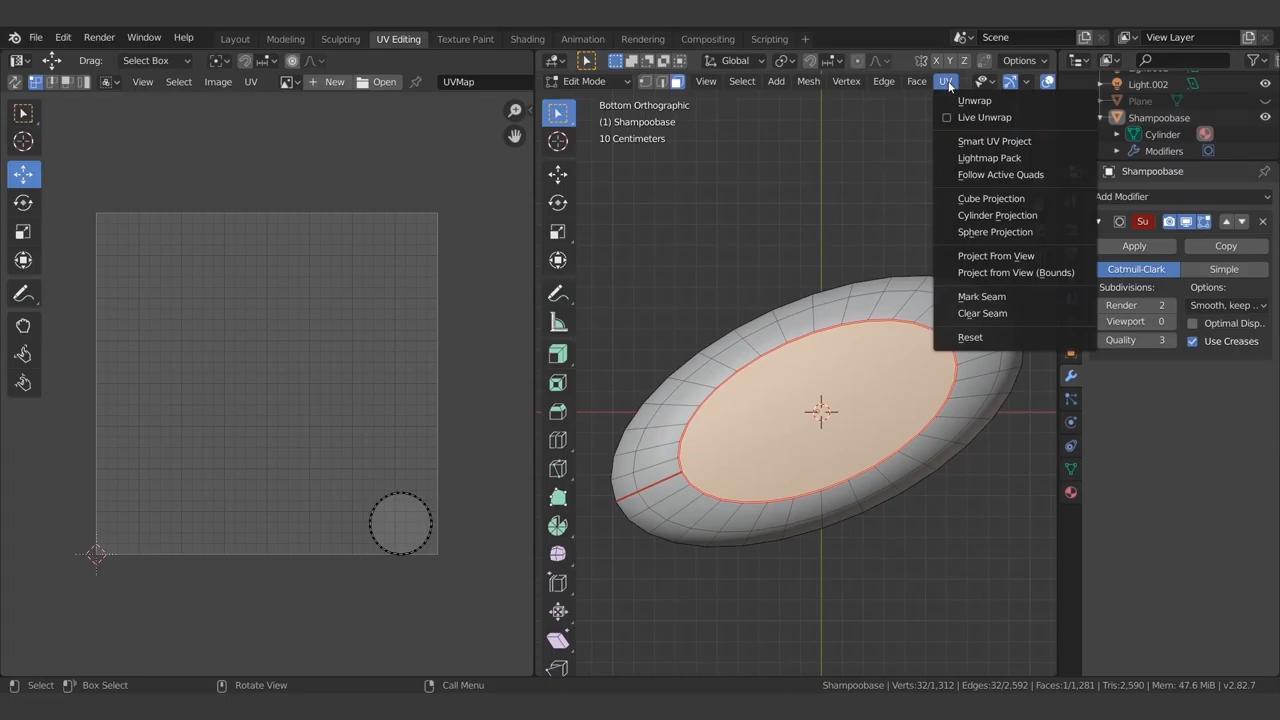 File Edit Render Window Help Layout Modeling Sculpting UV Editing Texture Paint Shading Animation Rendering Compositing Scripting + Scene View Layer
Drag: Select Box Global X Y Z Options
View Select Image UV New Open UVMap Edit Mode View Select Add Mesh Vertex Edge Face UV
Light.002
Plane
Shampoobase
Cylinder
Modifiers
Bottom Orthographic
(1) Shampoobase
10 Centimeters
Unwrap
Live Unwrap
Smart UV Project
Lightmap Pack
Follow Active Quads
Cube Projection
Cylinder Projection
Sphere Projection
Project From View
Project from View (Bounds)
Mark Seam
Clear Seam
Reset
Shampoobase
Add Modifier
Su
Apply Copy
Catmull-Clark Simple
Subdivisions: Options:
Render 2 Smooth, keep ..
Viewport 0 Optimal Disp..
Quality 3 Use Creases
Select Box Select Rotate View Call Menu Shampoobase | Verts:32/1,312 | Edges:32/2,592 | Faces:1/1,281 | Tris:2,590 | Mem: 47.6 MiB | v2.82.7